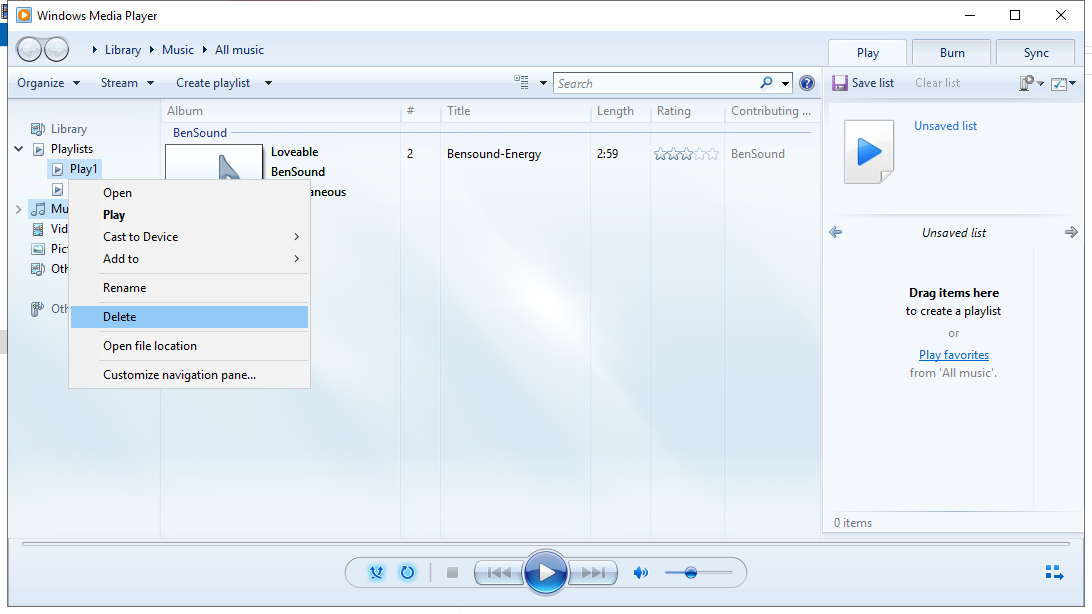 Windows Media Player
Library Music All music
Play Burn Sync
Organize Stream Create playlist Search Save list Clear list
Album # Title Length Rating Contributing ...
Library
Playlists
Play1
Mu
Vid
Pic
Oth
Oth
BenSound
Loveable
BenSound
aneous
2 Bensound-Energy 2:59 BenSound
Open
Play
Cast to Device
Add to
Rename
Delete
Open file location
Customize navigation pane...
Unsaved list
Unsaved list
Drag items here
to create a playlist
or
Play favorites
from 'All music'.
0 items